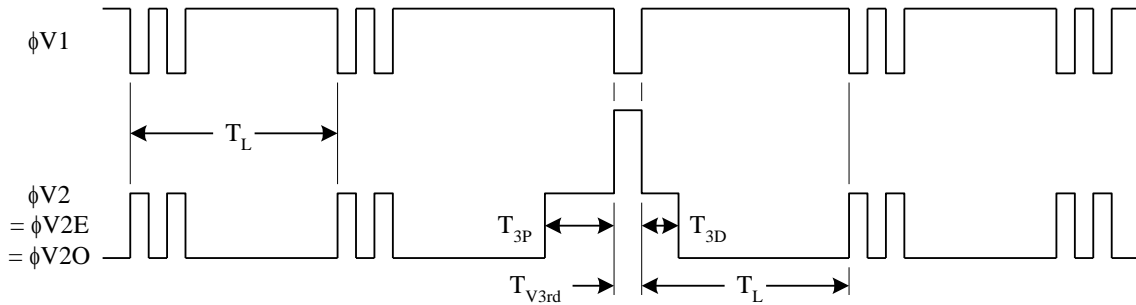 ϕV1
T_L
ϕV2
= ϕV2E
= ϕV2O
T_3P
T_3D
T_V3rd
T_L